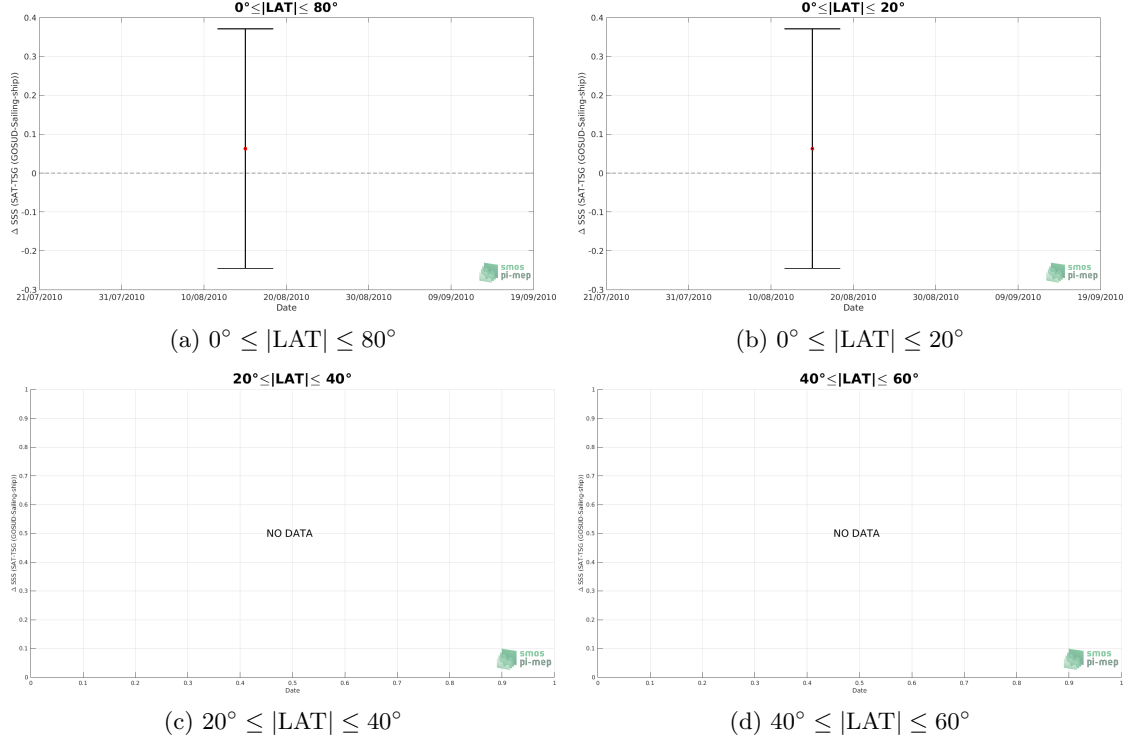 0°≤|LAT|≤ 80°
0.4
0.3
0.2
0.1
0
-0.1
-0.2
-0.3
Δ SSS (SAT-TSG (GOSUD-Sailing-ship))
21/07/2010 31/07/2010 10/08/2010 20/08/2010 30/08/2010 09/09/2010 19/09/2010
Date
smos
pi-mep
(a) 0° ≤ |LAT| ≤ 80°
0°≤|LAT|≤ 20°
0.4
0.3
0.2
0.1
0
-0.1
-0.2
-0.3
Δ SSS (SAT-TSG (GOSUD-Sailing-ship))
21/07/2010 31/07/2010 10/08/2010 20/08/2010 30/08/2010 09/09/2010 19/09/2010
Date
smos
pi-mep
(b) 0° ≤ |LAT| ≤ 20°
20°≤|LAT|≤ 40°
1
0.9
0.8
0.7
0.6
0.5
0.4
0.3
0.2
0.1
0
Δ SSS (SAT-TSG (GOSUD-Sailing-ship))
NO DATA
0 0.1 0.2 0.3 0.4 0.5 0.6 0.7 0.8 0.9 1
Date
smos
pi-mep
(c) 20° ≤ |LAT| ≤ 40°
40°≤|LAT|≤ 60°
1
0.9
0.8
0.7
0.6
0.5
0.4
0.3
0.2
0.1
0
Δ SSS (SAT-TSG (GOSUD-Sailing-ship))
NO DATA
0 0.1 0.2 0.3 0.4 0.5 0.6 0.7 0.8 0.9 1
Date
smos
pi-mep
(d) 40° ≤ |LAT| ≤ 60°